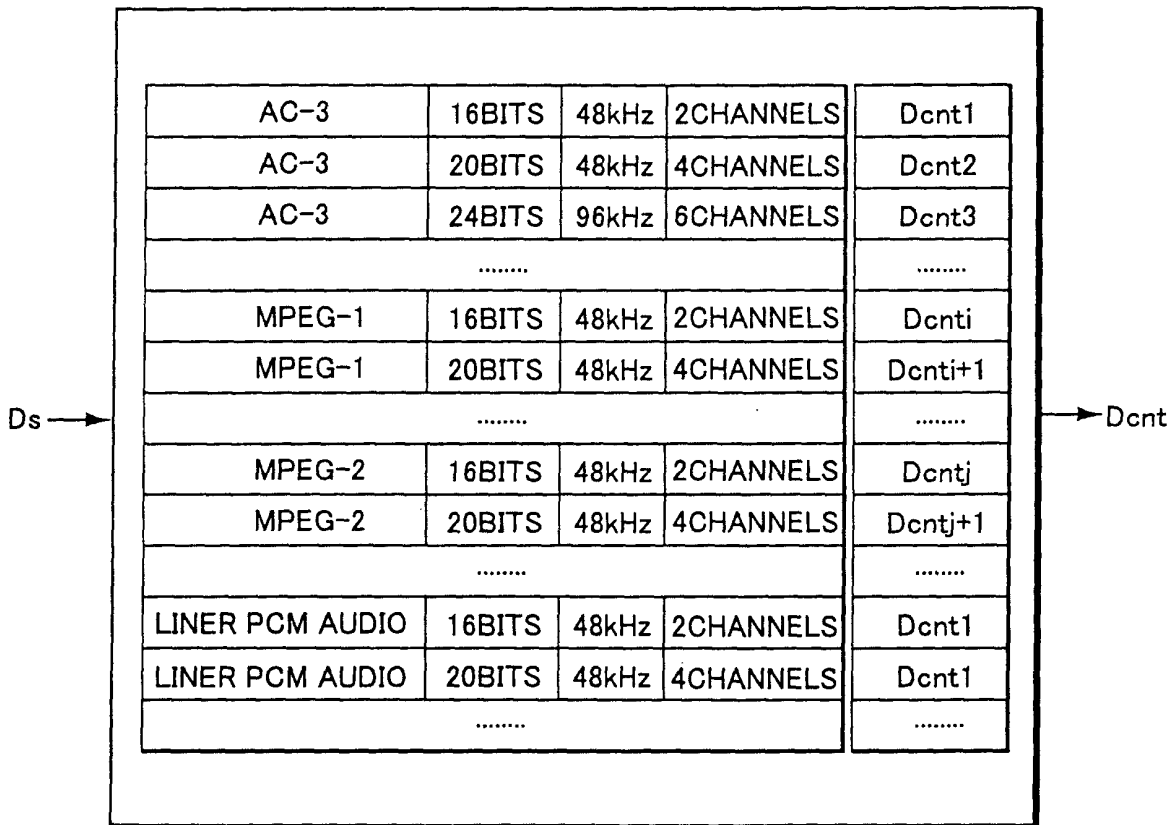 AC-3 16BITS 48kHz 2CHANNELS Dcnt1
AC-3 20BITS 48kHz 4CHANNELS Dcnt2
AC-3 24BITS 96kHz 6CHANNELS Dcnt3
........ ........
MPEG-1 16BITS 48kHz 2CHANNELS Dcnti
MPEG-1 20BITS 48kHz 4CHANNELS Dcnti+1
Ds ........ ........ Dcnt
MPEG-2 16BITS 48kHz 2CHANNELS Dcntj
MPEG-2 20BITS 48kHz 4CHANNELS Dcntj+1
........ ........
LINER PCM AUDIO 16BITS 48kHz 2CHANNELS Dcnt1
LINER PCM AUDIO 20BITS 48kHz 4CHANNELS Dcnt1
........ ........